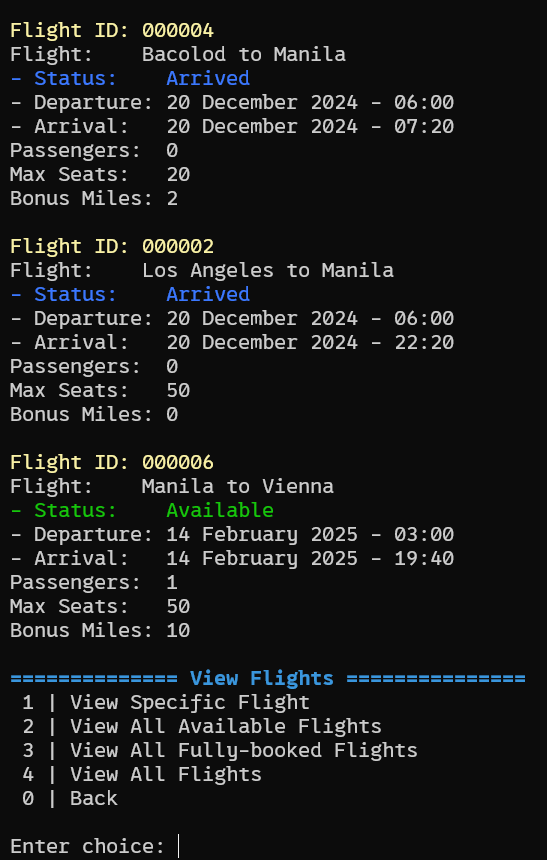 Flight ID: 000004
Flight:    Bacolod to Manila
- Status:    Arrived
- Departure: 20 December 2024 - 06:00
- Arrival:   20 December 2024 - 07:20
Passengers:  0
Max Seats:   20
Bonus Miles: 2

Flight ID: 000002
Flight:    Los Angeles to Manila
- Status:    Arrived
- Departure: 20 December 2024 - 06:00
- Arrival:   20 December 2024 - 22:20
Passengers:  0
Max Seats:   50
Bonus Miles: 0

Flight ID: 000006
Flight:    Manila to Vienna
- Status:    Available
- Departure: 14 February 2025 - 03:00
- Arrival:   14 February 2025 - 19:40
Passengers:  1
Max Seats:   50
Bonus Miles: 10

============== View Flights ===============
 1 | View Specific Flight
 2 | View All Available Flights
 3 | View All Fully-booked Flights
 4 | View All Flights
 0 | Back

Enter choice: